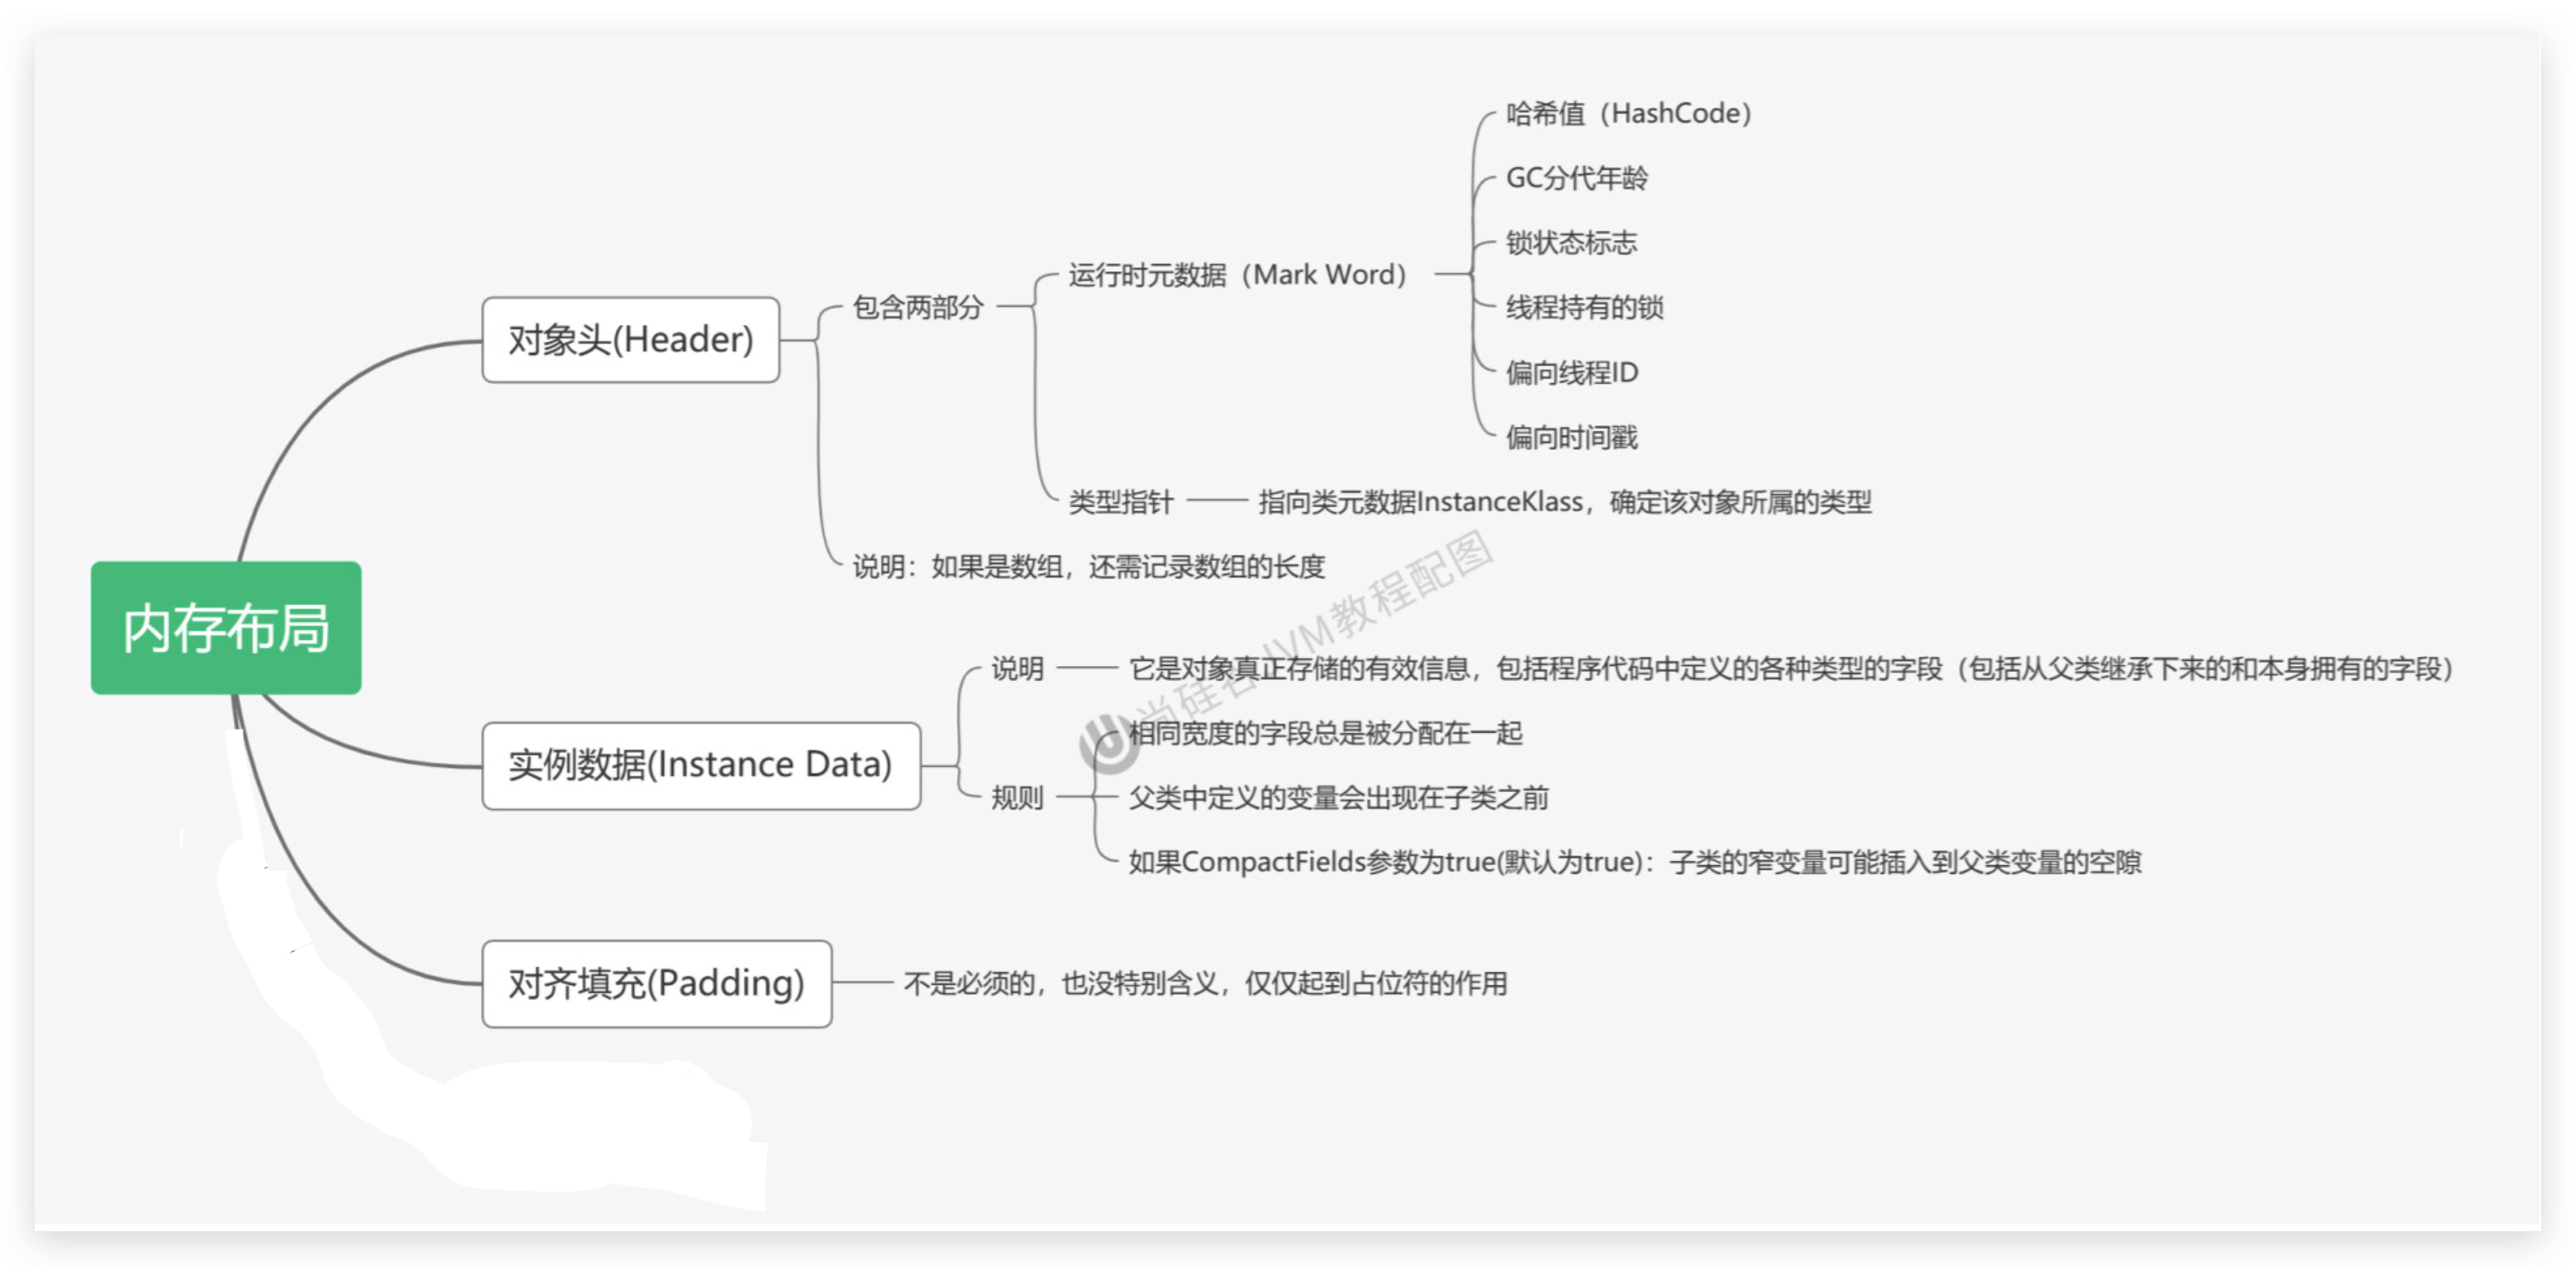 内存布局
对象头(Header)
包含两部分
运行时元数据（Mark Word）
哈希值（HashCode）
GC分代年龄
锁状态标志
线程持有的锁
偏向线程ID
偏向时间戳
类型指针
指向类元数据InstanceKlass，确定该对象所属的类型
说明：如果是数组，还需记录数组的长度
实例数据(Instance Data)
说明
它是对象真正存储的有效信息，包括程序代码中定义的各种类型的字段（包括从父类继承下来的和本身拥有的字段）
规则
相同宽度的字段总是被分配在一起
父类中定义的变量会出现在子类之前
如果CompactFields参数为true(默认为true)：子类的窄变量可能插入到父类变量的空隙
对齐填充(Padding)
不是必须的，也没特别含义，仅仅起到占位符的作用
尚硅谷JVM教程配图